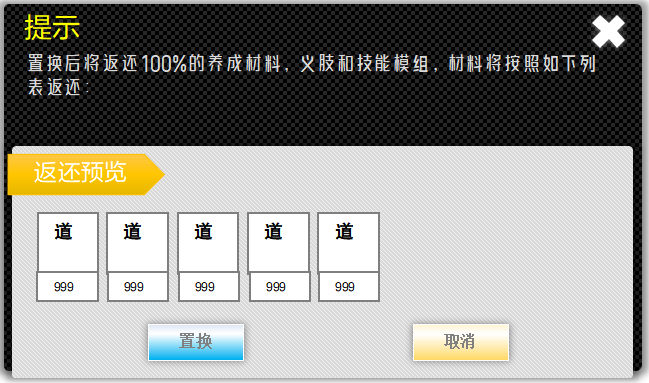 提示
置换后将返还100%的养成材料，义肢和技能模组，材料将按照如下列
表返还：
返还预览
道 道 道 道 道
999 999 999 999 999
置换 取消